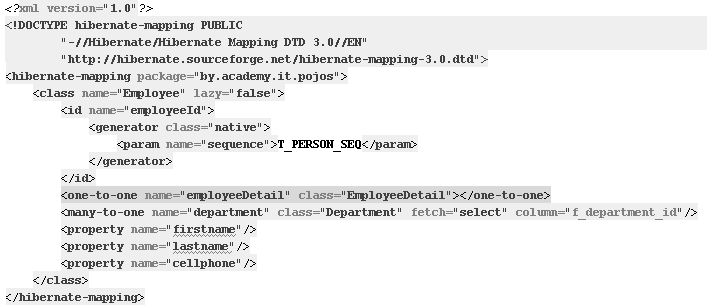 <?xml version="1.0"?>
<!DOCTYPE hibernate-mapping PUBLIC
        "-//Hibernate/Hibernate Mapping DTD 3.0//EN"
        "http://hibernate.sourceforge.net/hibernate-mapping-3.0.dtd">
<hibernate-mapping package="by.academy.it.pojos">
    <class name="Employee" lazy="false">
        <id name="employeeId">
            <generator class="native">
                <param name="sequence">T_PERSON_SEQ</param>
            </generator>
        </id>
        <one-to-one name="employeeDetail" class="EmployeeDetail"></one-to-one>
        <many-to-one name="department" class="Department" fetch="select" column="f_department_id"/>
        <property name="firstname"/>
        <property name="lastname"/>
        <property name="cellphone"/>
    </class>
</hibernate-mapping>